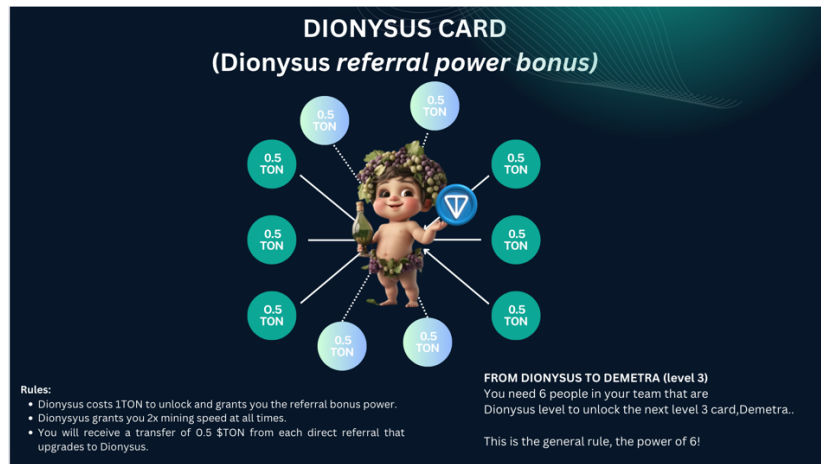 DIONYSUS CARD
(Dionysus referral power bonus)
0.5
TON
0.5
TON
0.5
TON
0.5
TON
0.5
TON
0.5
TON
0.5
TON
0.5
TON
0.5
TON
0.5
TON
Rules:
• Dionysus costs 1TON to unlock and grants you the referral bonus power.
• Dionysyus grants you 2x mining speed at all times.
• You will receive a transfer of 0.5 $TON from each direct referral that
upgrades to Dionysus.
FROM DIONYSUS TO DEMETRA (level 3)
You need 6 people in your team that are
Dionysus level to unlock the next level 3 card,Demetra..
This is the general rule, the power of 6!